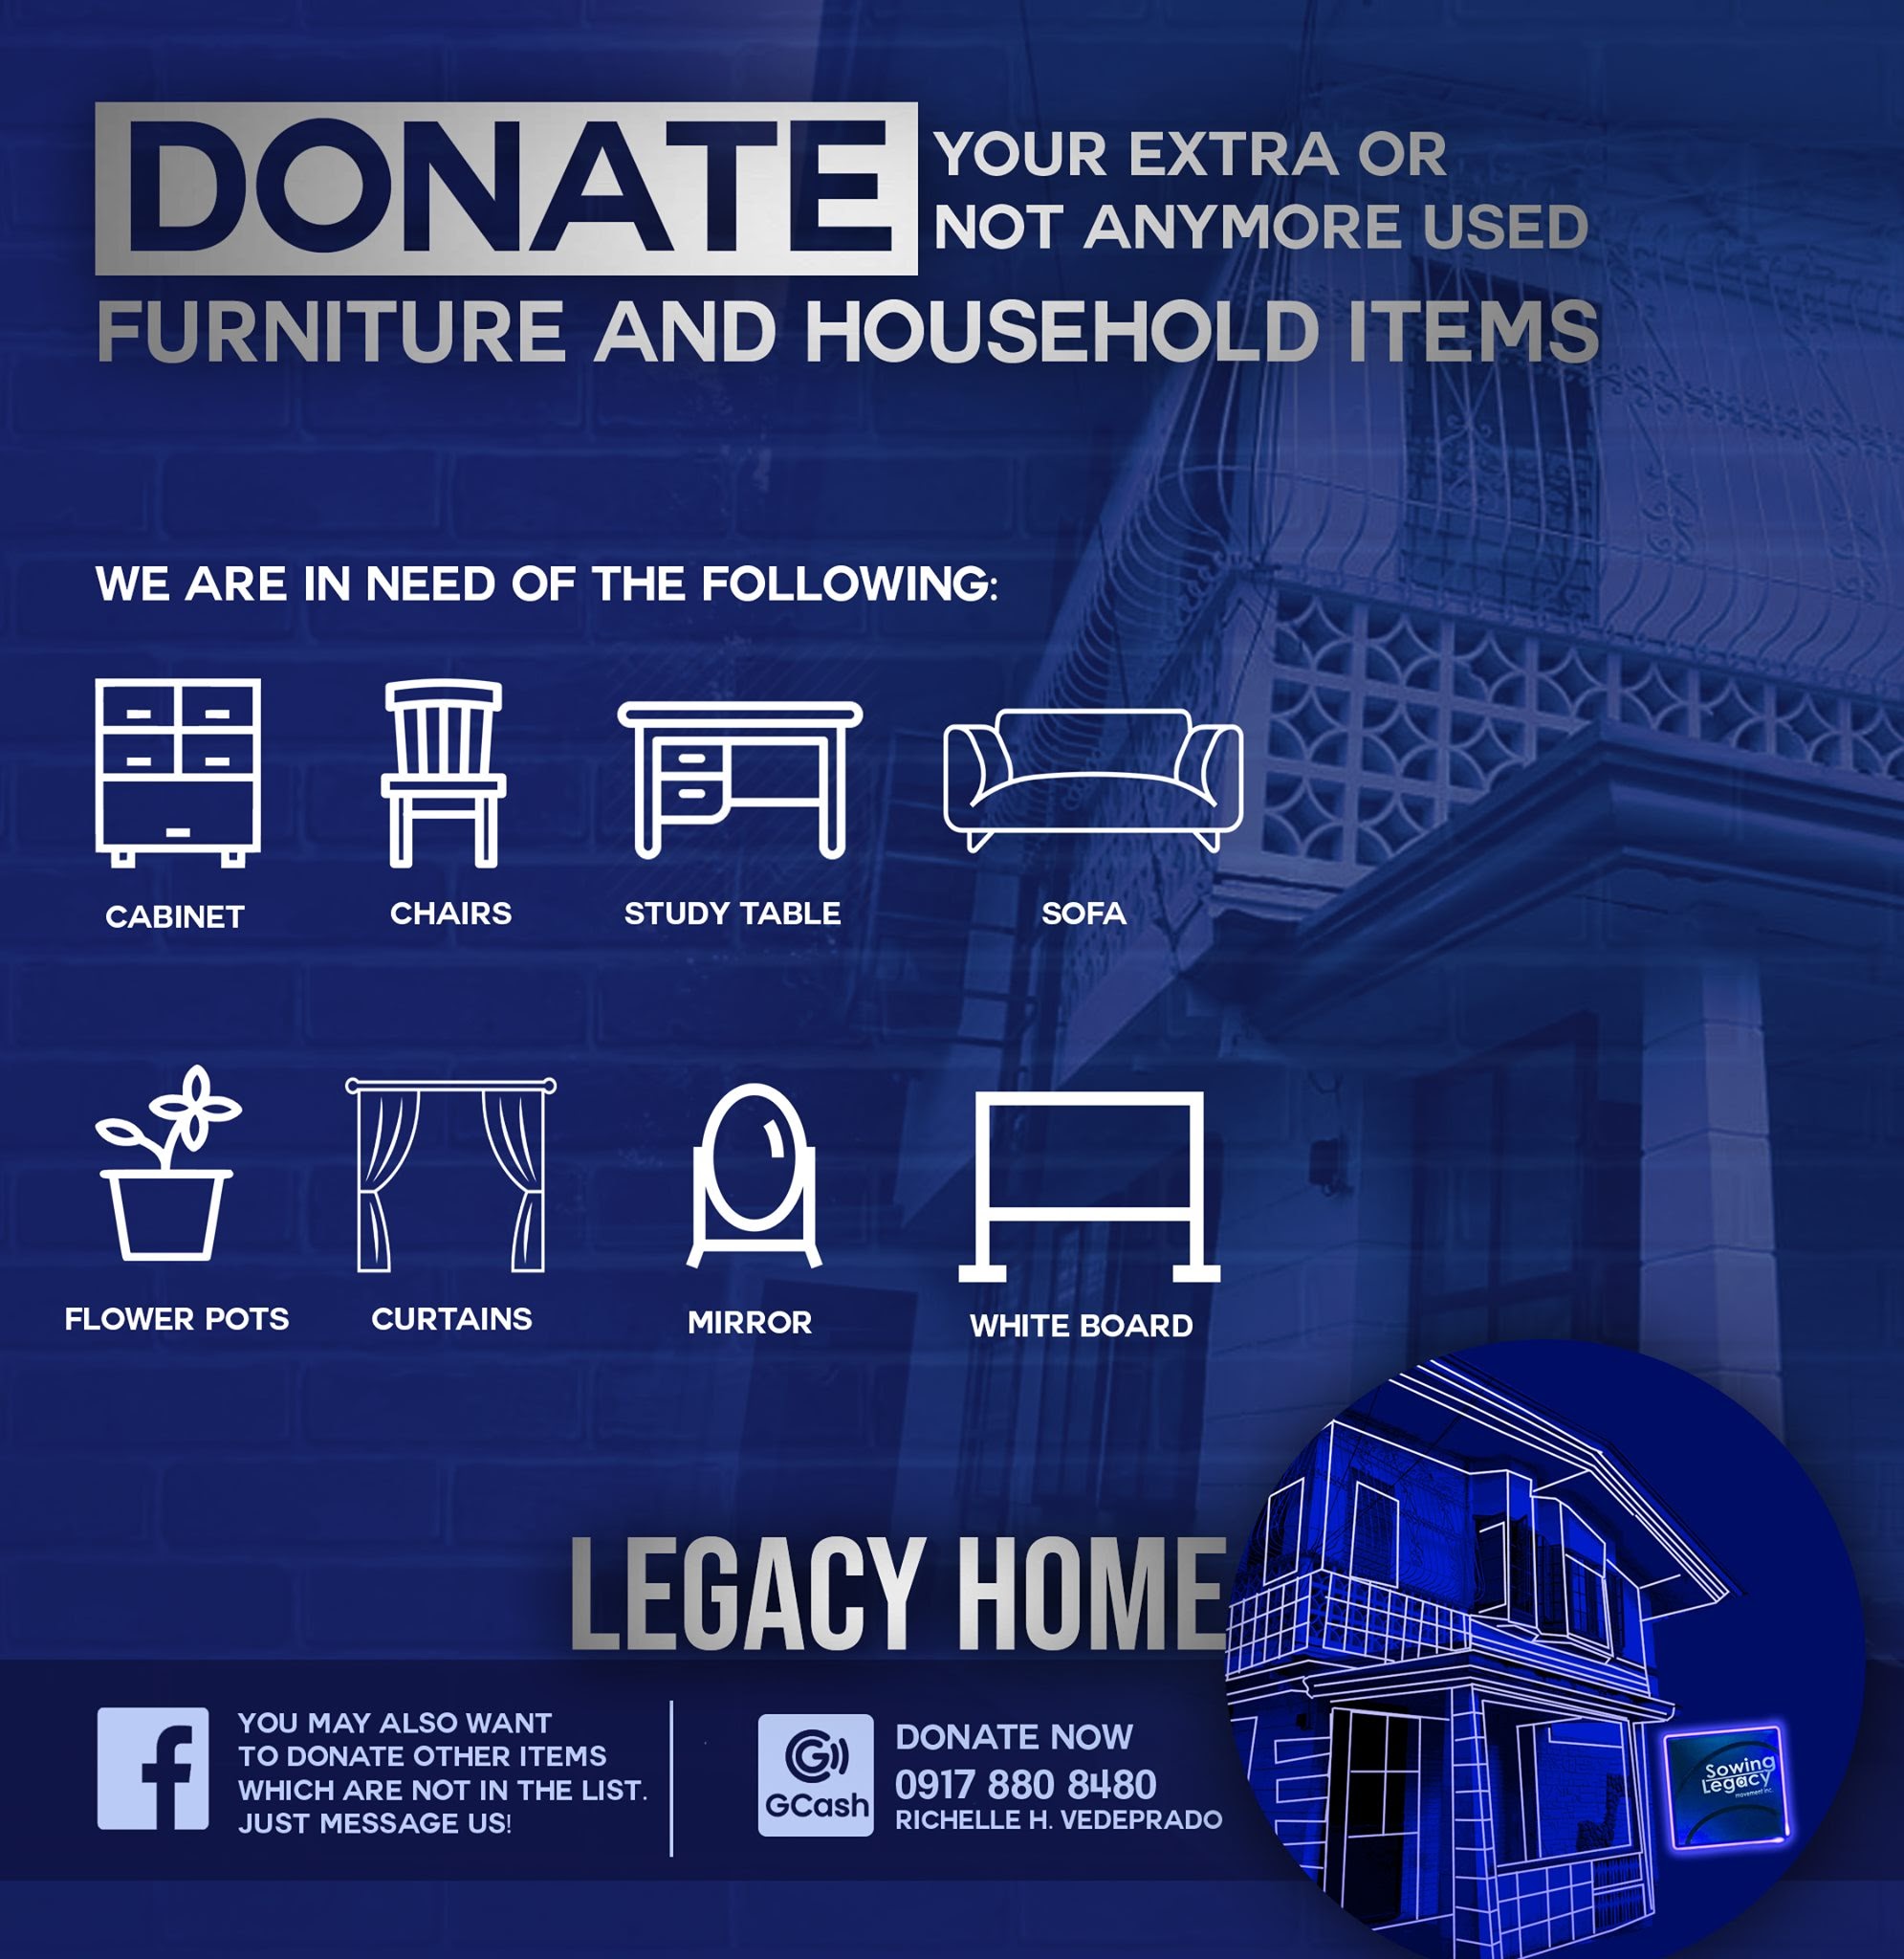 DONATE
YOUR EXTRA OR
NOT ANYMORE USED
FURNITURE AND HOUSEHOLD ITEMS
WE ARE IN NEED OF THE FOLLOWING:
CABINET
CHAIRS
STUDY TABLE
SOFA
FLOWER POTS
CURTAINS
MIRROR
WHITE BOARD
LEGACY HOME
YOU MAY ALSO WANT
TO DONATE OTHER ITEMS
WHICH ARE NOT IN THE LIST.
JUST MESSAGE US!
GCash
DONATE NOW
0917 880 8480
RICHELLE H. VEDEPRADO
Sowing
Legacy
movement inc.